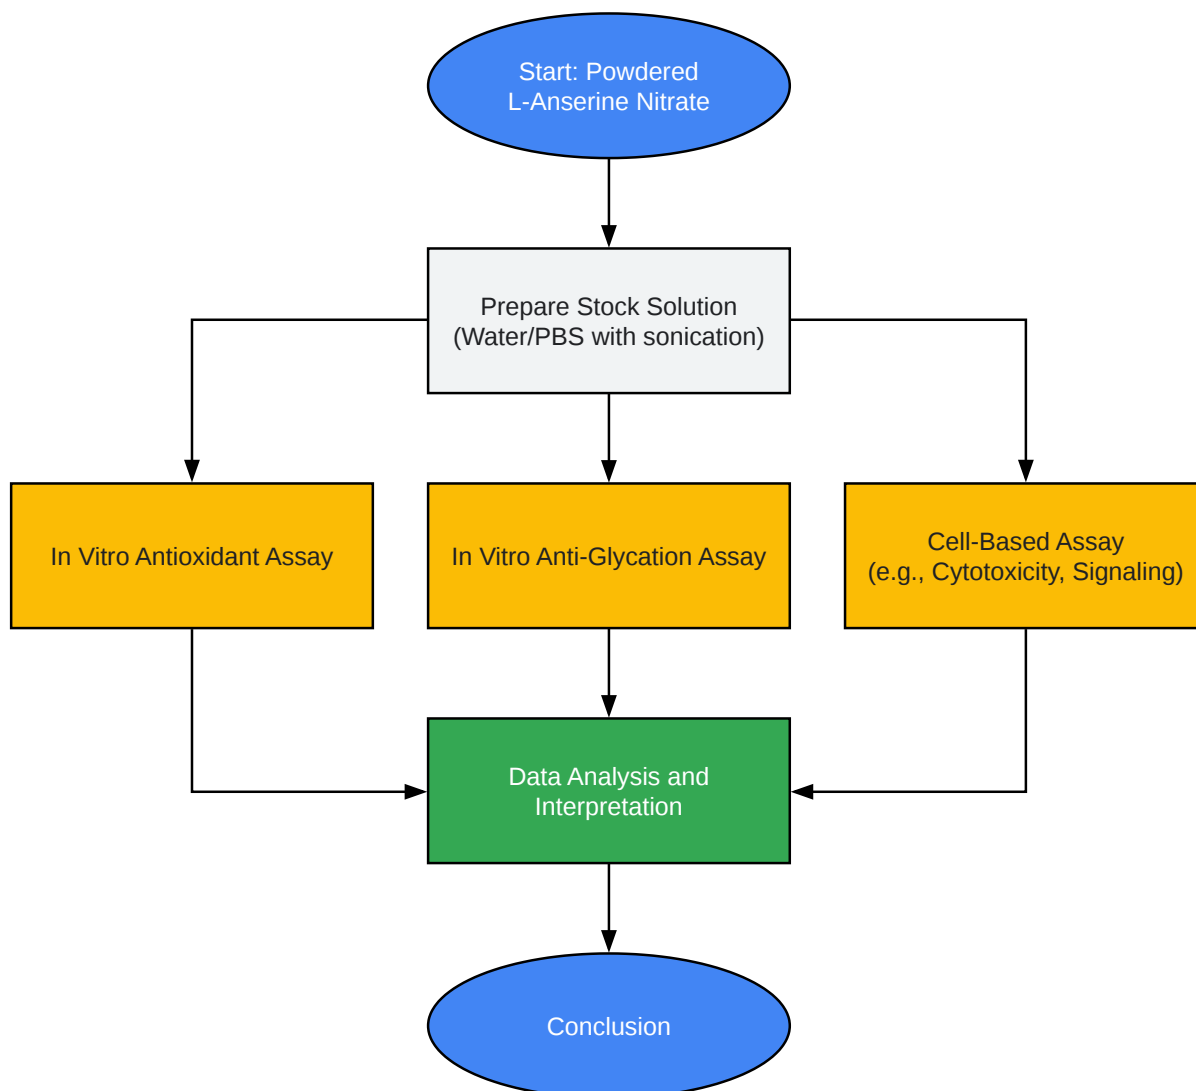 Start: Powdered
L-Anserine Nitrate
Prepare Stock Solution
(Water/PBS with sonication)
In Vitro Antioxidant Assay
In Vitro Anti-Glycation Assay
Cell-Based Assay
(e.g., Cytotoxicity, Signaling)
Data Analysis and
Interpretation
Conclusion